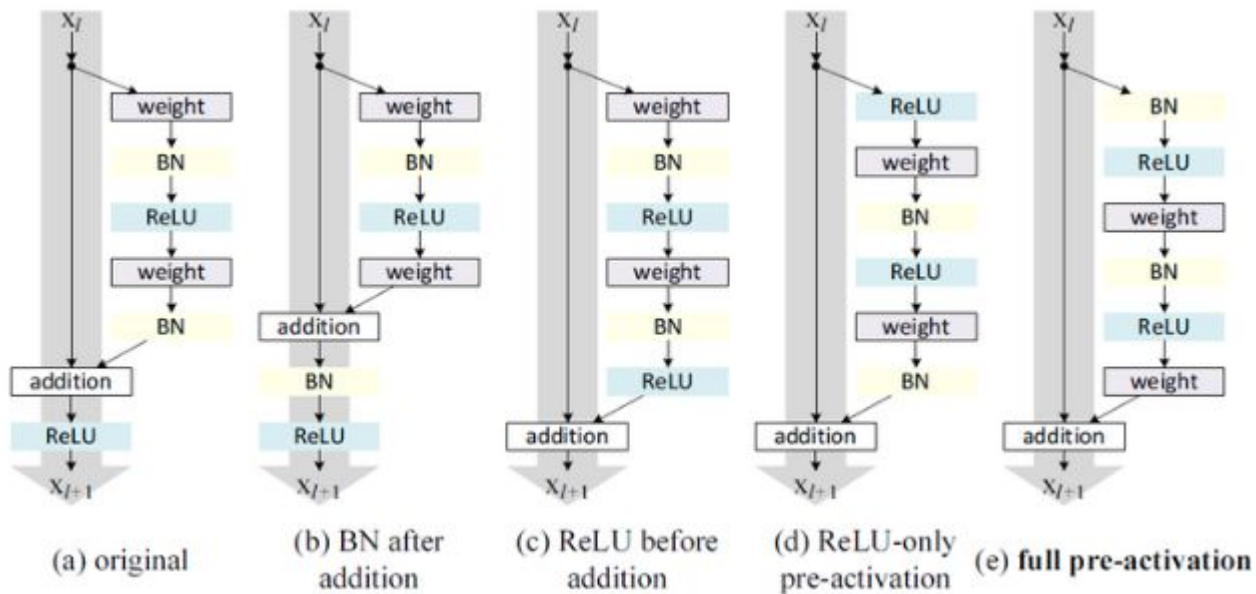 x_l
weight
BN
ReLU
weight
BN
addition
ReLU
x_{l+1}
(a) original
x_l
weight
BN
ReLU
weight
addition
BN
ReLU
x_{l+1}
(b) BN after
addition
x_l
weight
BN
ReLU
weight
BN
ReLU
addition
x_{l+1}
(c) ReLU before
addition
x_l
ReLU
weight
BN
ReLU
weight
BN
addition
x_{l+1}
(d) ReLU-only
pre-activation
x_l
BN
ReLU
weight
BN
ReLU
weight
addition
x_{l+1}
(e) full pre-activation